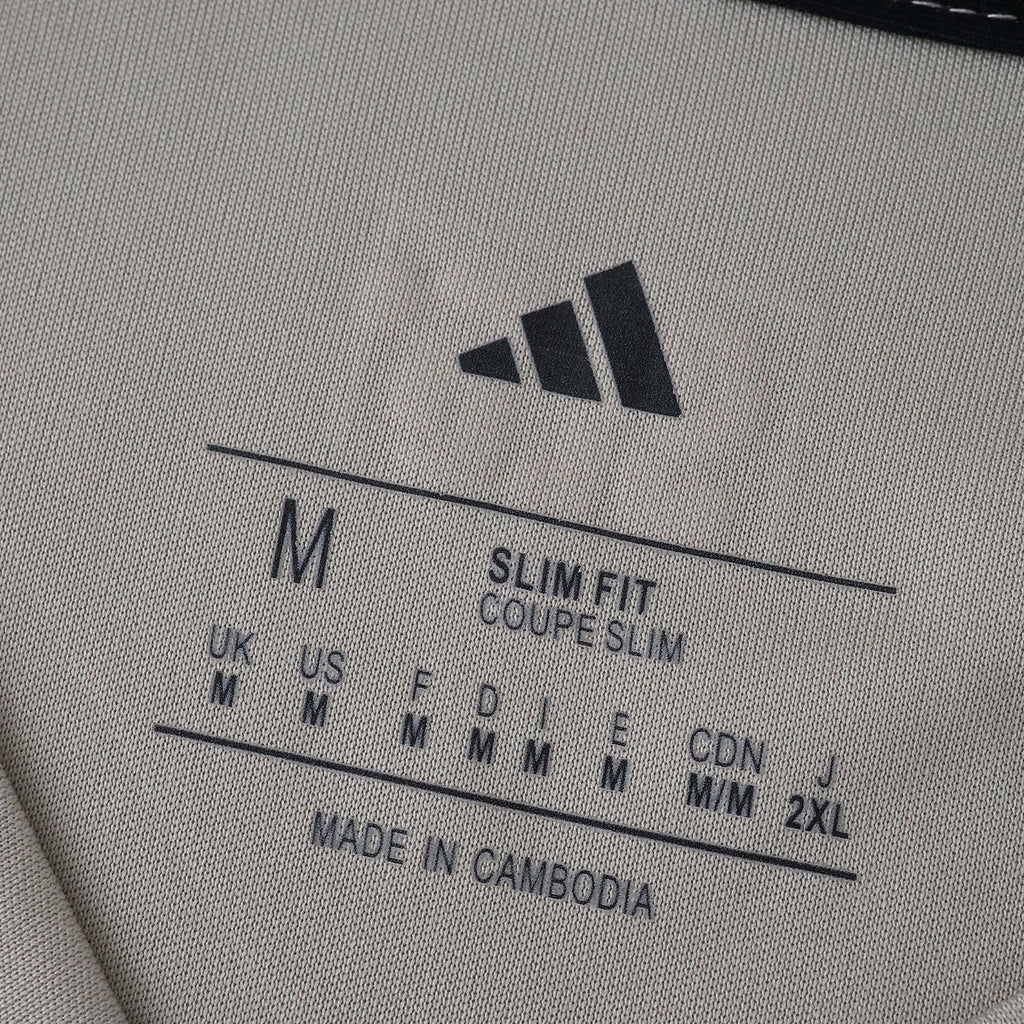 M
SLIM FIT
COUPE SLIM
UK US F D I E CDN J
M M M M M M M/M 2XL
MADE IN CAMBODIA